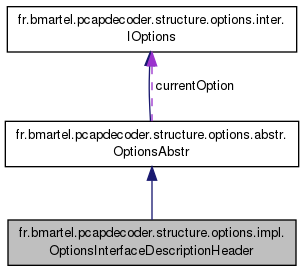 fr.bmartel.pcapdecoder.structure.options.inter.
IOptions
currentOption
fr.bmartel.pcapdecoder.structure.options.abstr.
OptionsAbstr
fr.bmartel.pcapdecoder.structure.options.impl.
OptionsInterfaceDescriptionHeader